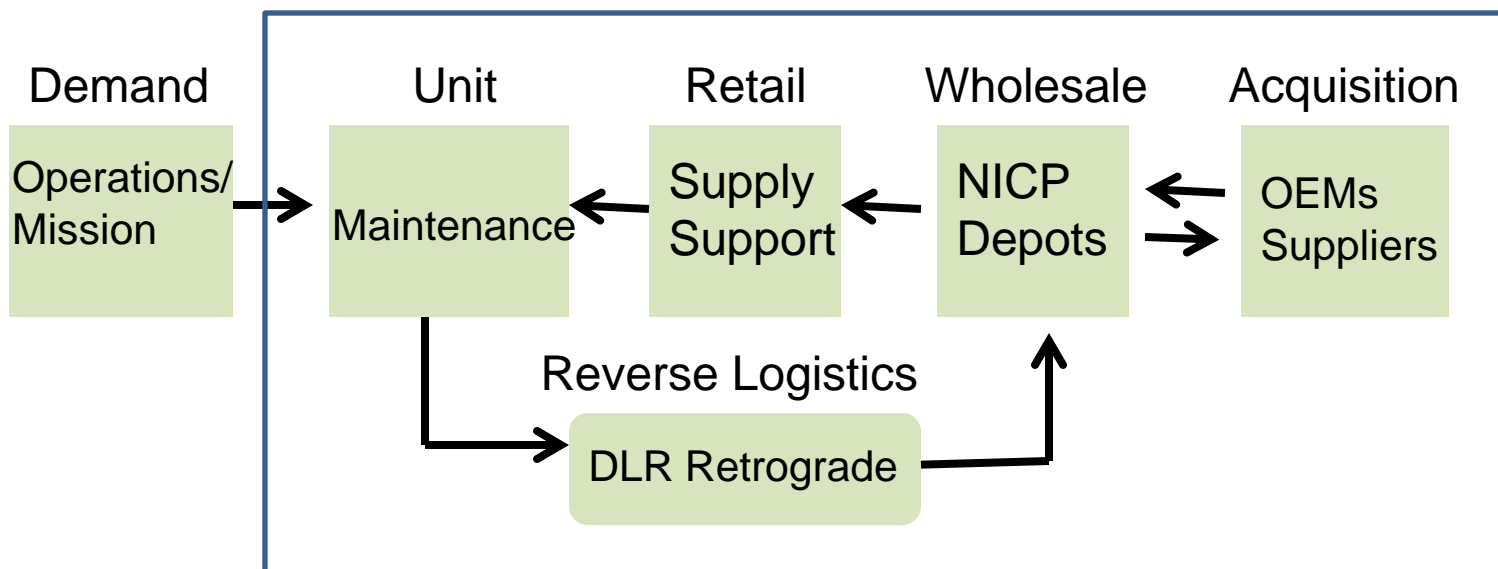 Demand
Unit
Retail
Wholesale
Acquisition
Operations/
Mission
Maintenance
Supply
Support
NICP
Depots
OEMs
Suppliers
Reverse Logistics
DLR Retrograde